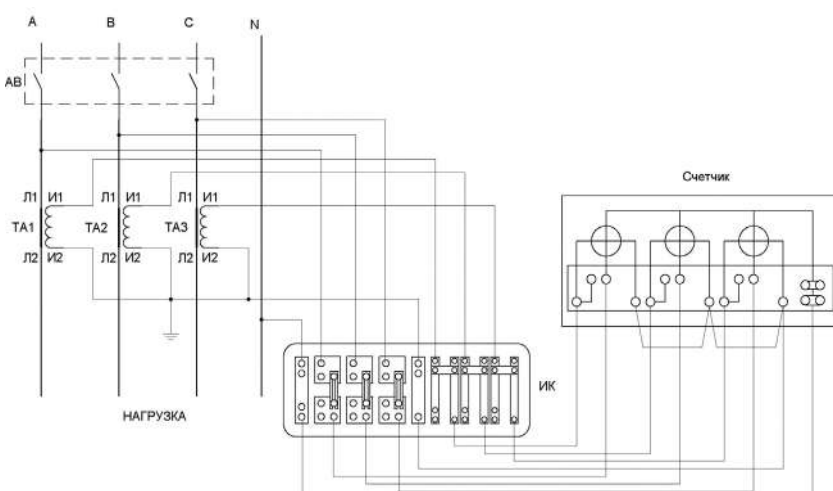 А В С N
АВ
Счетчик
Л1 И1 Л1 И1 Л1 И1
ТА1 ТА2 ТА3
Л2 И2 Л2 И2 Л2 И2
ИК
НАГРУЗКА